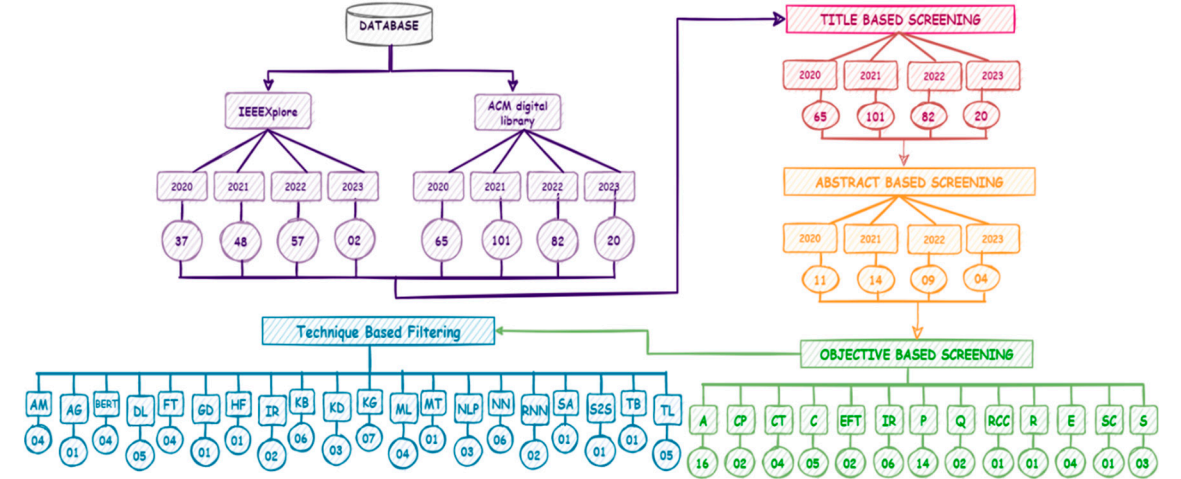 DATABASE
IEEEXplore
ACM digital
library
2020 2021 2022 2023
37 48 57 02
2020 2021 2022 2023
65 101 82 20
TITLE BASED SCREENING
2020 2021 2022 2023
65 101 82 20
ABSTRACT BASED SCREENING
2020 2021 2022 2023
11 14 09 04
OBJECTIVE BASED SCREENING
A CP CT C EFT IR P Q RCC R E SC S
16 02 04 05 02 06 14 02 01 01 04 01 03
Technique Based Filtering
AM AG BERT DL FT GD HF IR KB KD KG ML MT NLP NN RNN SA S2S TB TL
04 01 04 05 04 01 01 02 06 03 07 04 01 03 06 02 01 01 01 05